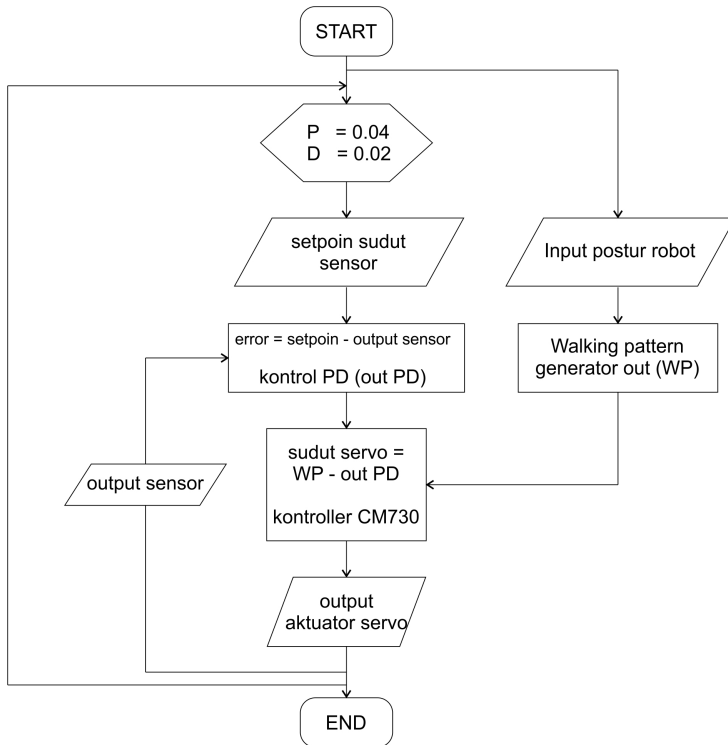 START
P = 0.04
D = 0.02
setpoin sudut
sensor
Input postur robot
error = setpoin - output sensor
kontrol PD (out PD)
Walking pattern
generator out (WP)
sudut servo =
WP - out PD
kontroller CM730
output sensor
output
aktuator servo
END